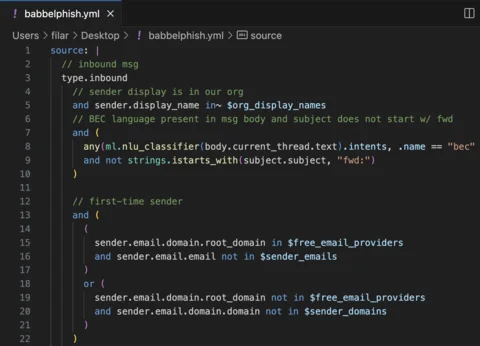 babbelphish.yml
Users › filar › Desktop › babbelphish.yml › source
1 source: |
2 // inbound msg
3 type.inbound
4 // sender display is in our org
5 and sender.display_name in~ $org_display_names
6 // BEC language present in msg body and subject does not start w/ fwd
7 and (
8 any(ml.nlu_classifier(body.current_thread.text).intents, .name == "bec"
9 and not strings.istarts_with(subject.subject, "fwd:")
10 )
11
12 // first-time sender
13 and (
14 (
15 sender.email.domain.root_domain in $free_email_providers
16 and sender.email.email not in $sender_emails
17 )
18 or (
19 sender.email.domain.root_domain not in $free_email_providers
20 and sender.email.domain.domain not in $sender_domains
21 )
22 )